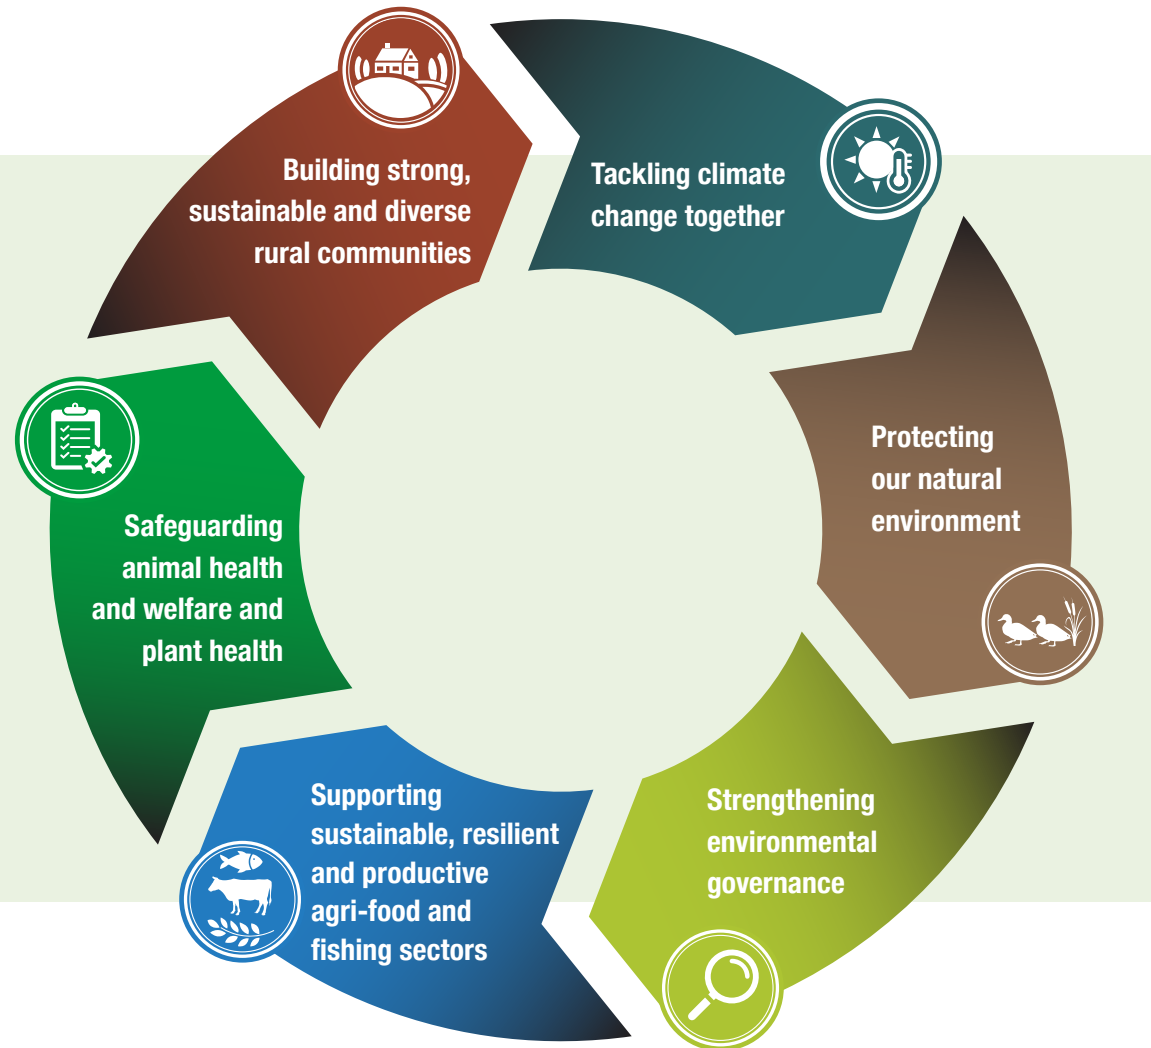 Building strong,
sustainable and diverse
rural communities
Tackling climate
change together
Protecting
our natural
environment
Strengthening
environmental
governance
Supporting
sustainable, resilient
and productive
agri-food and
fishing sectors
Safeguarding
animal health
and welfare and
plant health